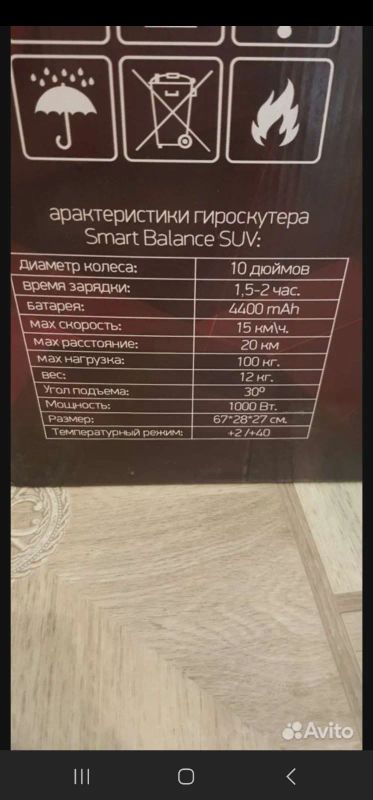 арактеристики гироскутера
Smart Balance SUV:
Диаметр колеса: 10 дюймов
время зарядки: 1,5-2 час.
батарея: 4400 mAh
мах скорость: 15 км\ч.
мах расстояние: 20 км
мах нагрузка: 100 кг.
вес: 12 кг.
Угол подъема: 30º
Мощность: 1000 Вт.
Размер: 67*28*27 см.
Температурный режим: +2 /+40
Avito